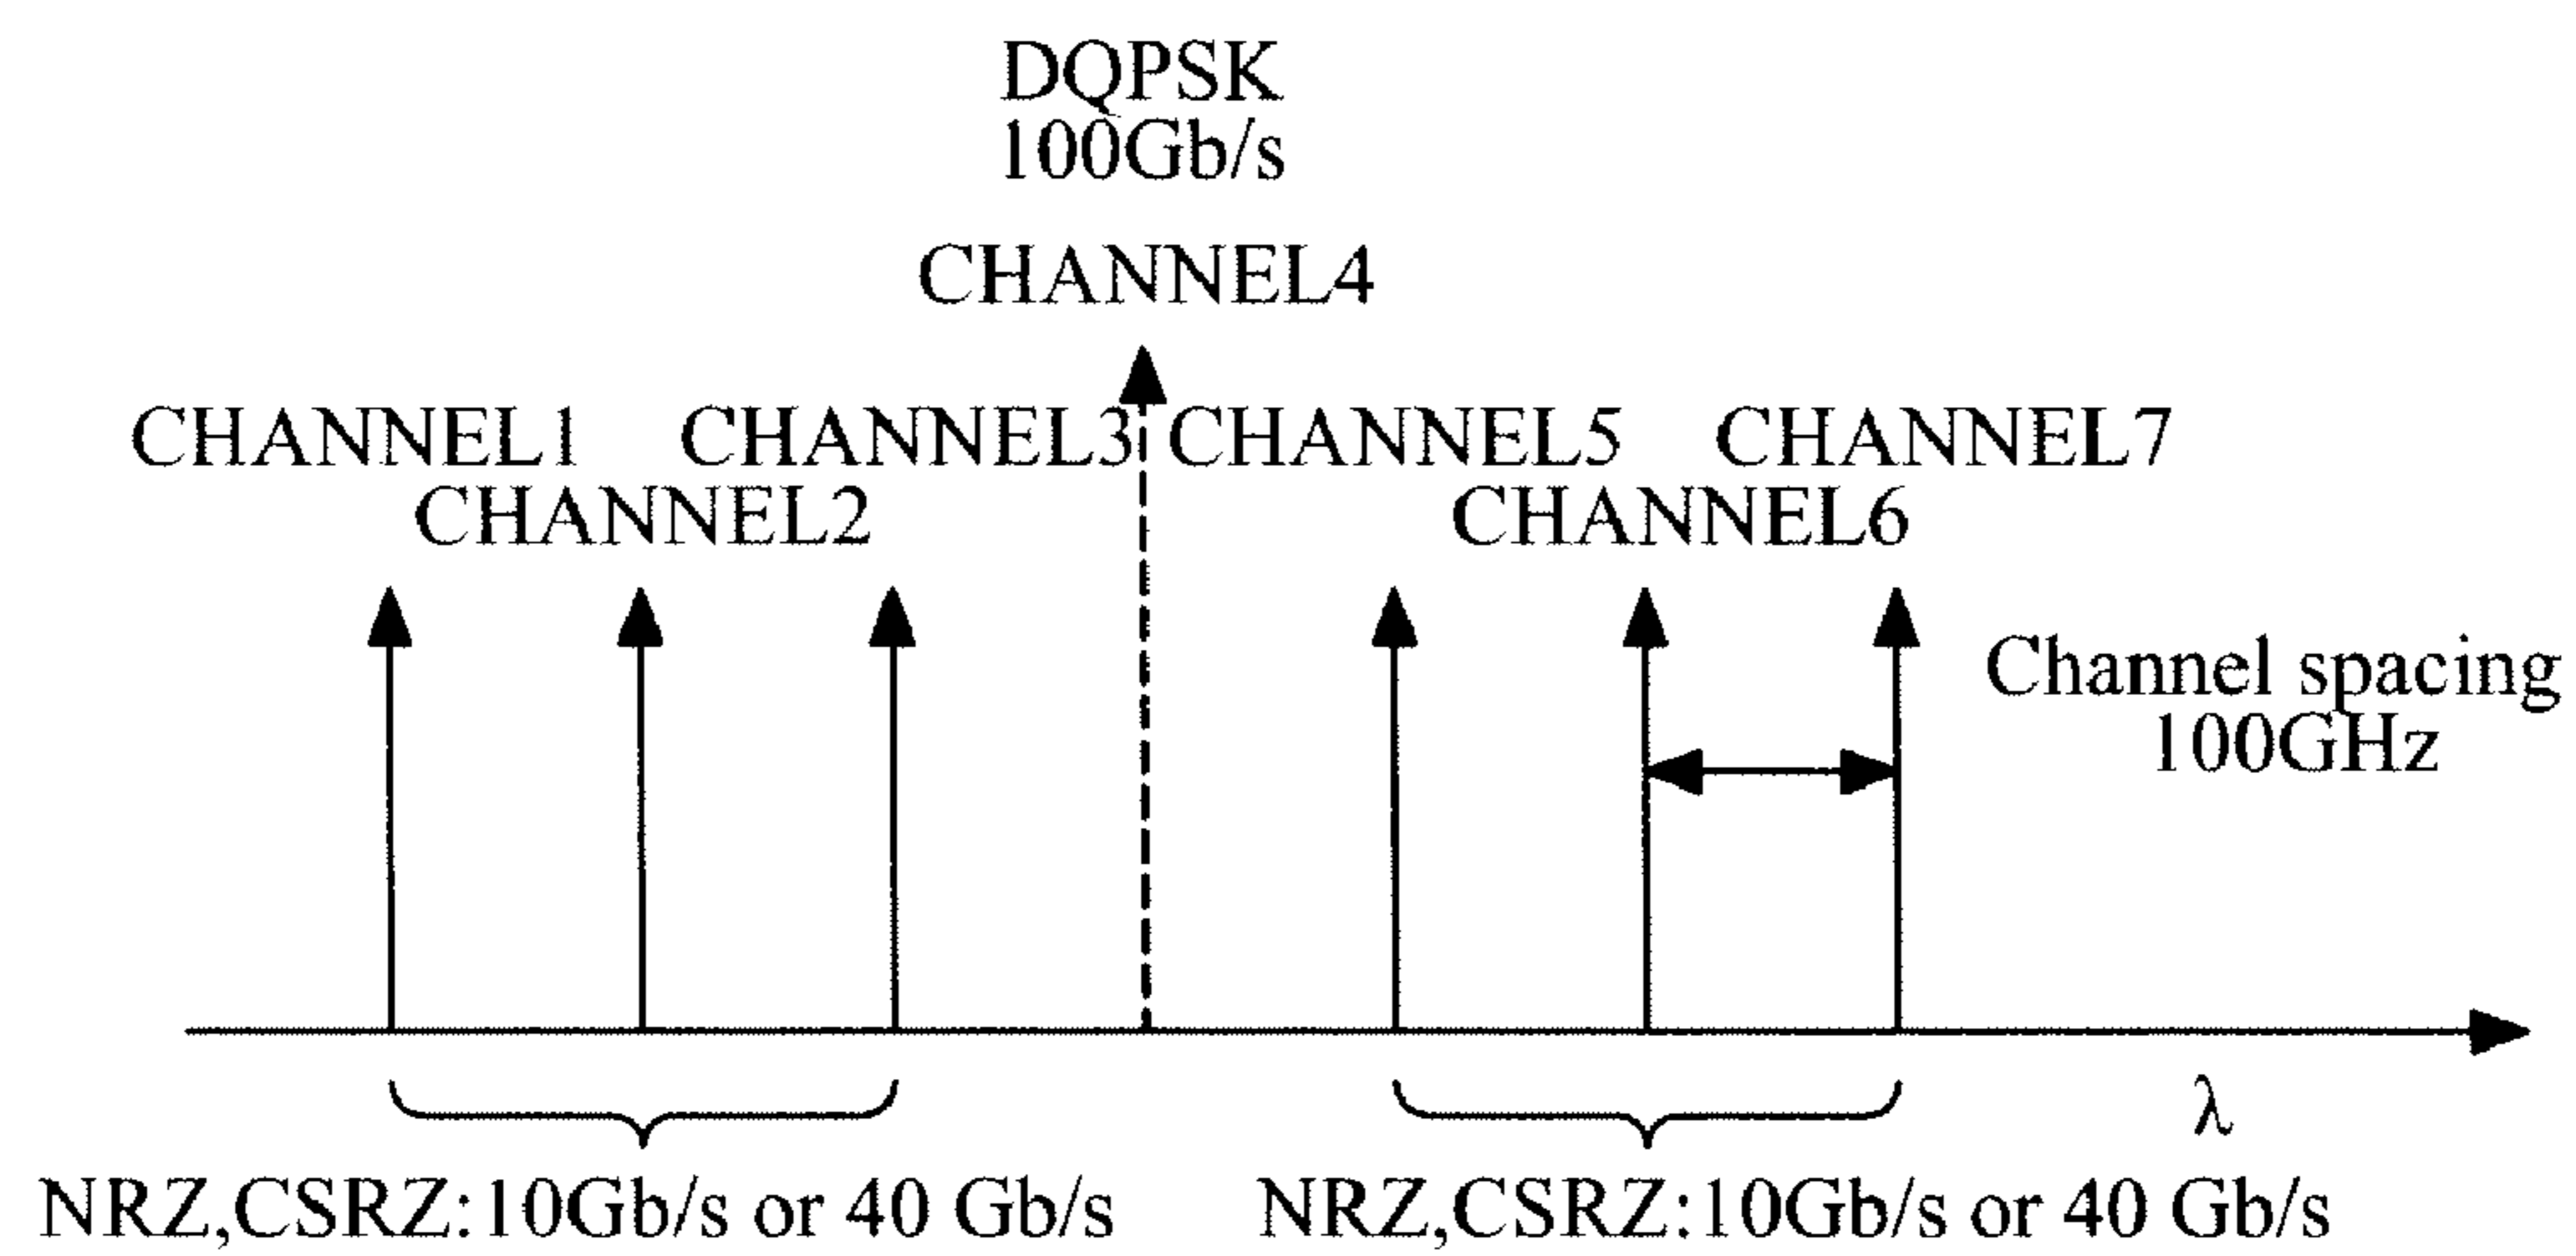 DQPSK
100Gb/s
CHANNEL4
CHANNEL1 CHANNEL3 CHANNEL5 CHANNEL7
CHANNEL2 CHANNEL6
Channel spacing
100GHz
λ
NRZ,CSRZ:10Gb/s or 40 Gb/s NRZ,CSRZ:10Gb/s or 40 Gb/s